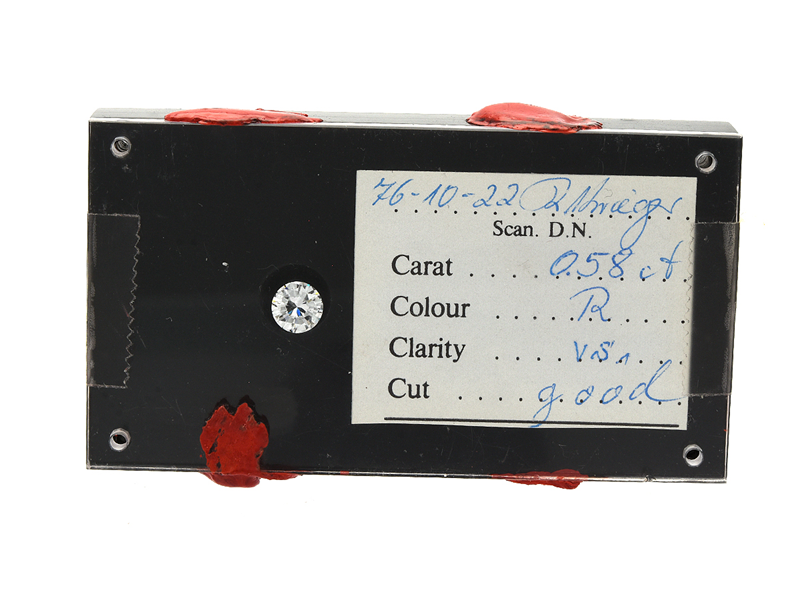 76-10-22
Scan. D.N.
Carat 0.58 ct
Colour R
Clarity vs1
Cut good